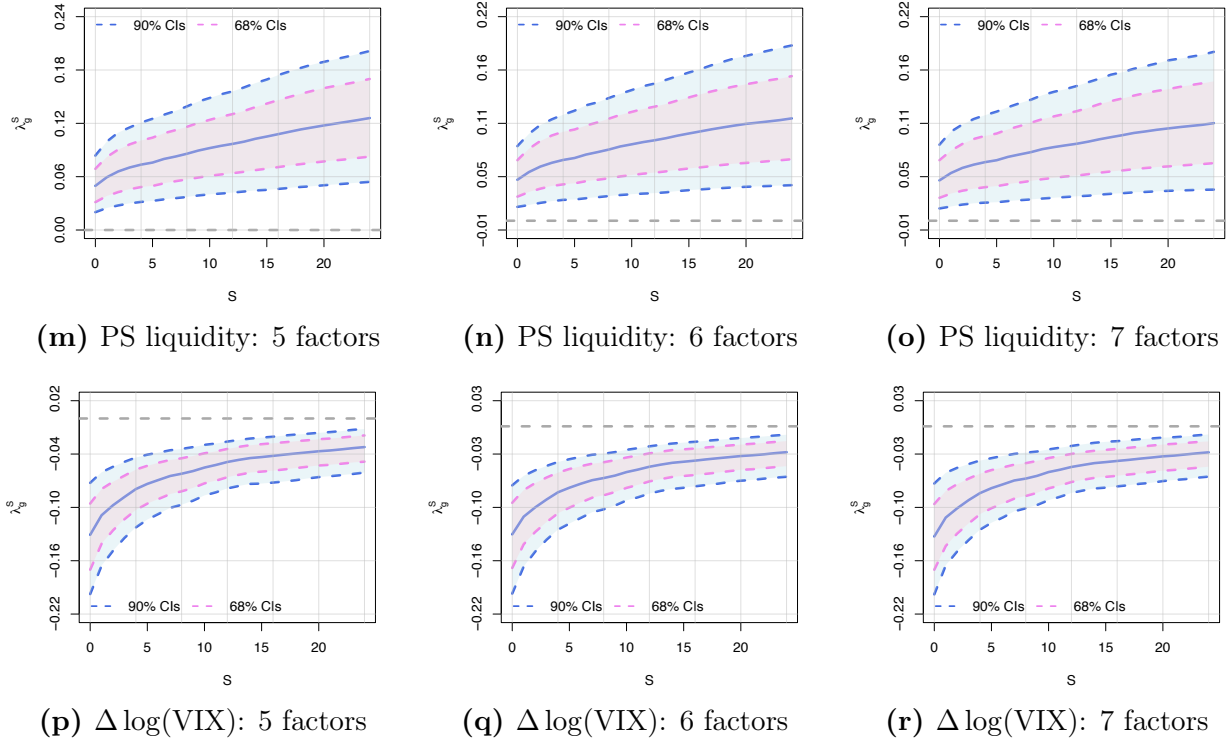 0.24
0.18
0.12
0.06
0.00
λ_g^S
90% CIs 68% CIs
0 5 10 15 20
S
(m) PS liquidity: 5 factors
0.22
0.16
0.11
0.05
−0.01
λ_g^S
90% CIs 68% CIs
0 5 10 15 20
S
(n) PS liquidity: 6 factors
0.22
0.16
0.11
0.05
−0.01
λ_g^S
90% CIs 68% CIs
0 5 10 15 20
S
(o) PS liquidity: 7 factors
0.02
−0.04
−0.10
−0.16
−0.22
λ_g^S
90% CIs 68% CIs
0 5 10 15 20
S
(p) Δ log(VIX): 5 factors
0.03
−0.03
−0.10
−0.16
−0.22
λ_g^S
90% CIs 68% CIs
0 5 10 15 20
S
(q) Δ log(VIX): 6 factors
0.03
−0.03
−0.10
−0.16
−0.22
λ_g^S
90% CIs 68% CIs
0 5 10 15 20
S
(r) Δ log(VIX): 7 factors